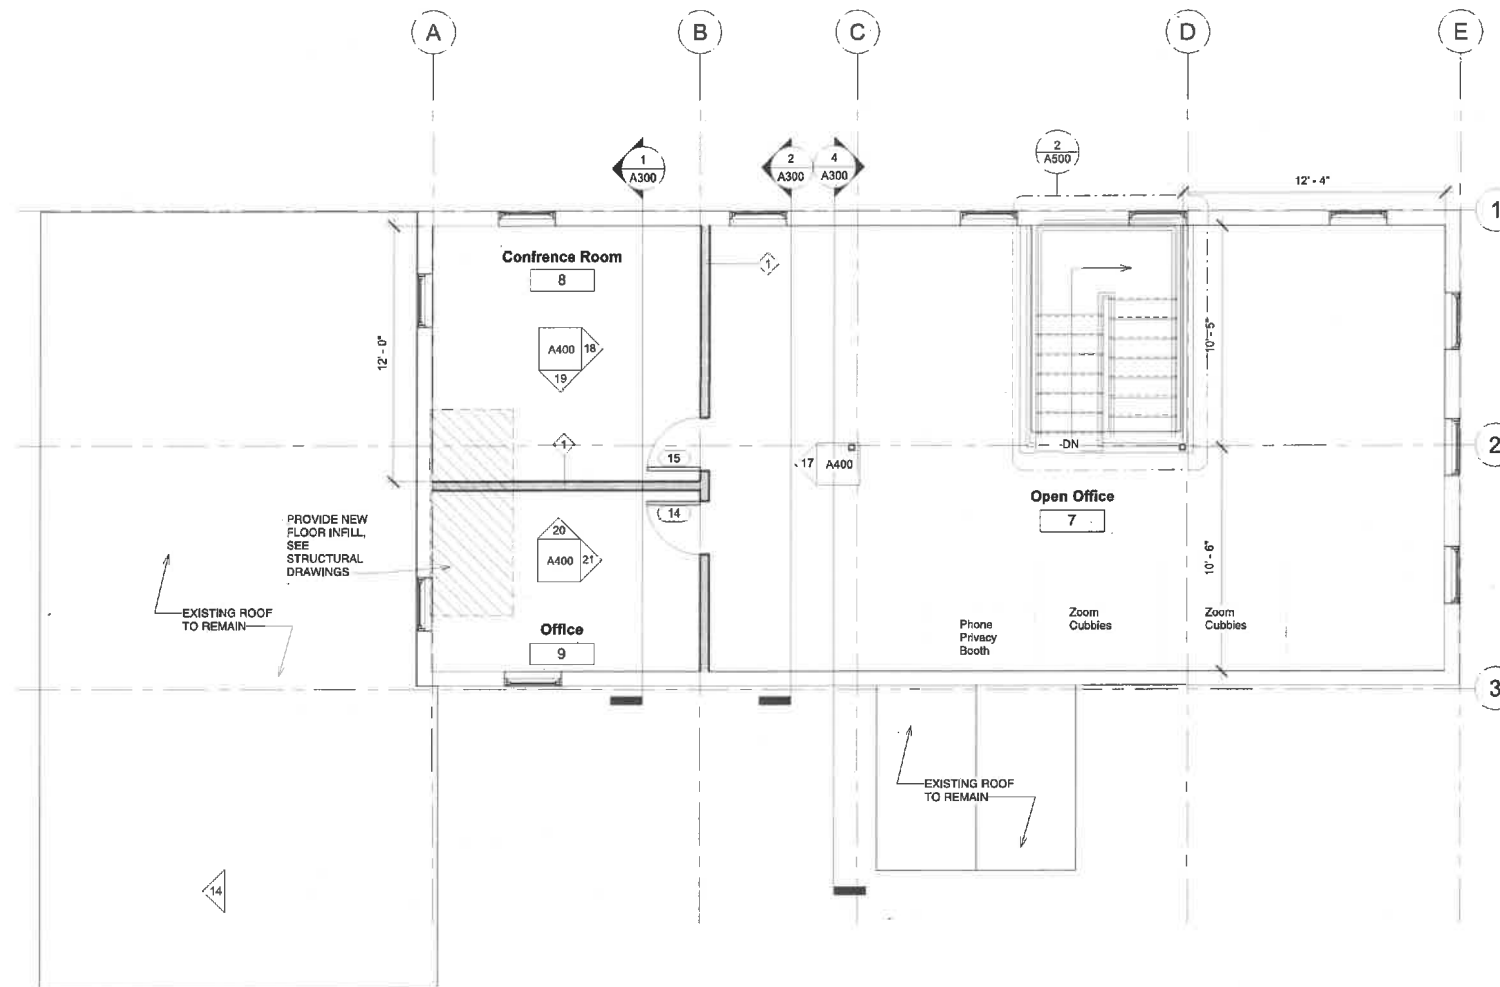 A
B
C
D
E
1
A300
2
A300
4
A300
2
A500
12' - 4"
1
Confrence Room
8
12' - 0"
A400
18
19
1
15
14
2
-DN
17
A400
10' - 5"
Open Office
7
10' - 6"
PROVIDE NEW
FLOOR INFILL,
SEE
STRUCTURAL
DRAWINGS
20
A400
21
EXISTING ROOF
TO REMAIN
Office
9
Phone
Privacy
Booth
Zoom
Cubbies
Zoom
Cubbies
3
EXISTING ROOF
TO REMAIN
14